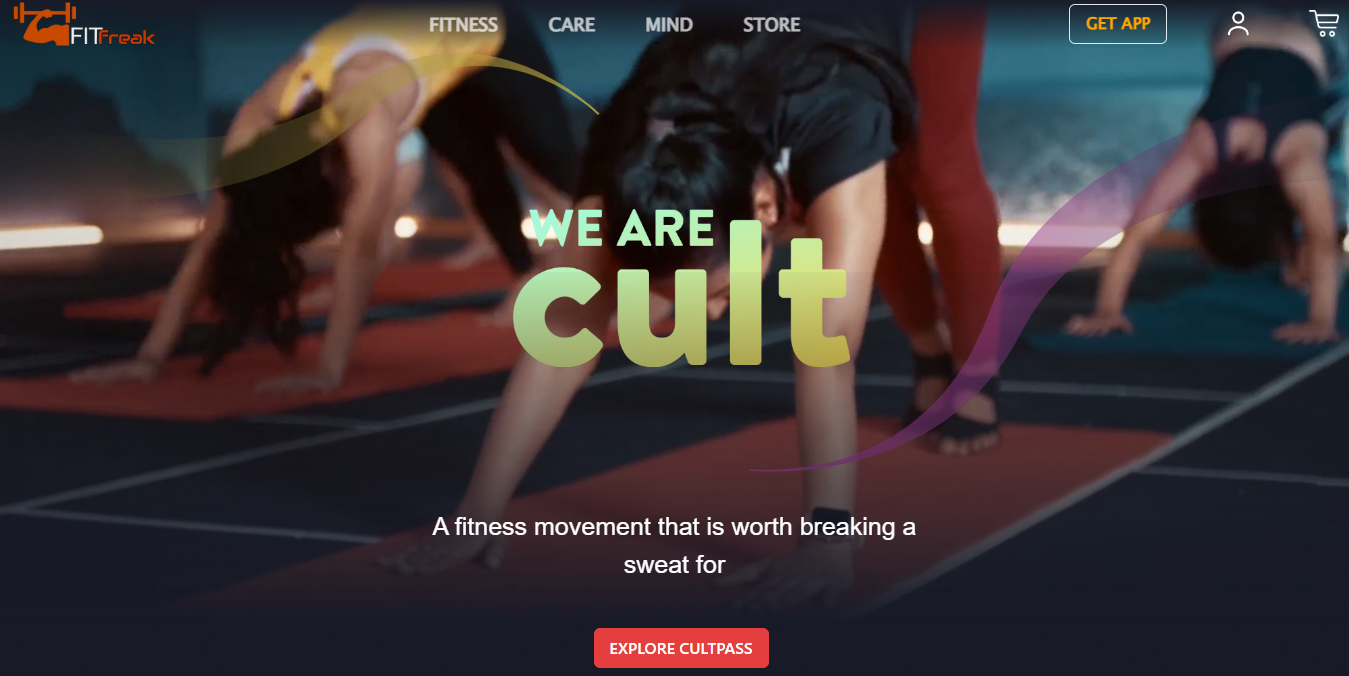 FITFreak
FITNESS
CARE
MIND
STORE
GET APP
WE ARE
cult
A fitness movement that is worth breaking a
sweat for
EXPLORE CULTPASS